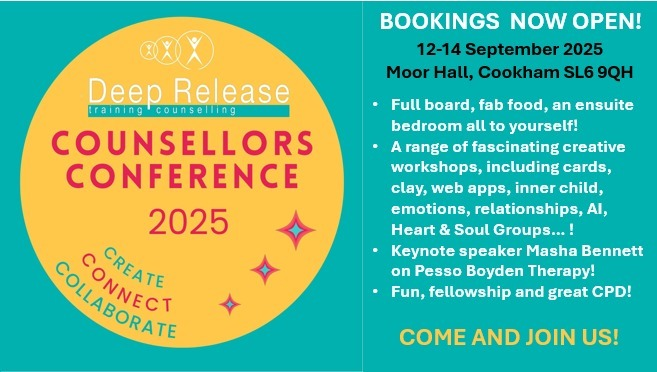 Deep Release
training counselling
COUNSELLORS
CONFERENCE
2025
CREATE
CONNECT
COLLABORATE
BOOKINGS NOW OPEN!
12-14 September 2025
Moor Hall, Cookham SL6 9QH
• Full board, fab food, an ensuite
bedroom all to yourself!
• A range of fascinating creative
workshops, including cards,
clay, web apps, inner child,
emotions, relationships, AI,
Heart & Soul Groups... !
• Keynote speaker Masha Bennett
on Pesso Boyden Therapy!
• Fun, fellowship and great CPD!
COME AND JOIN US!